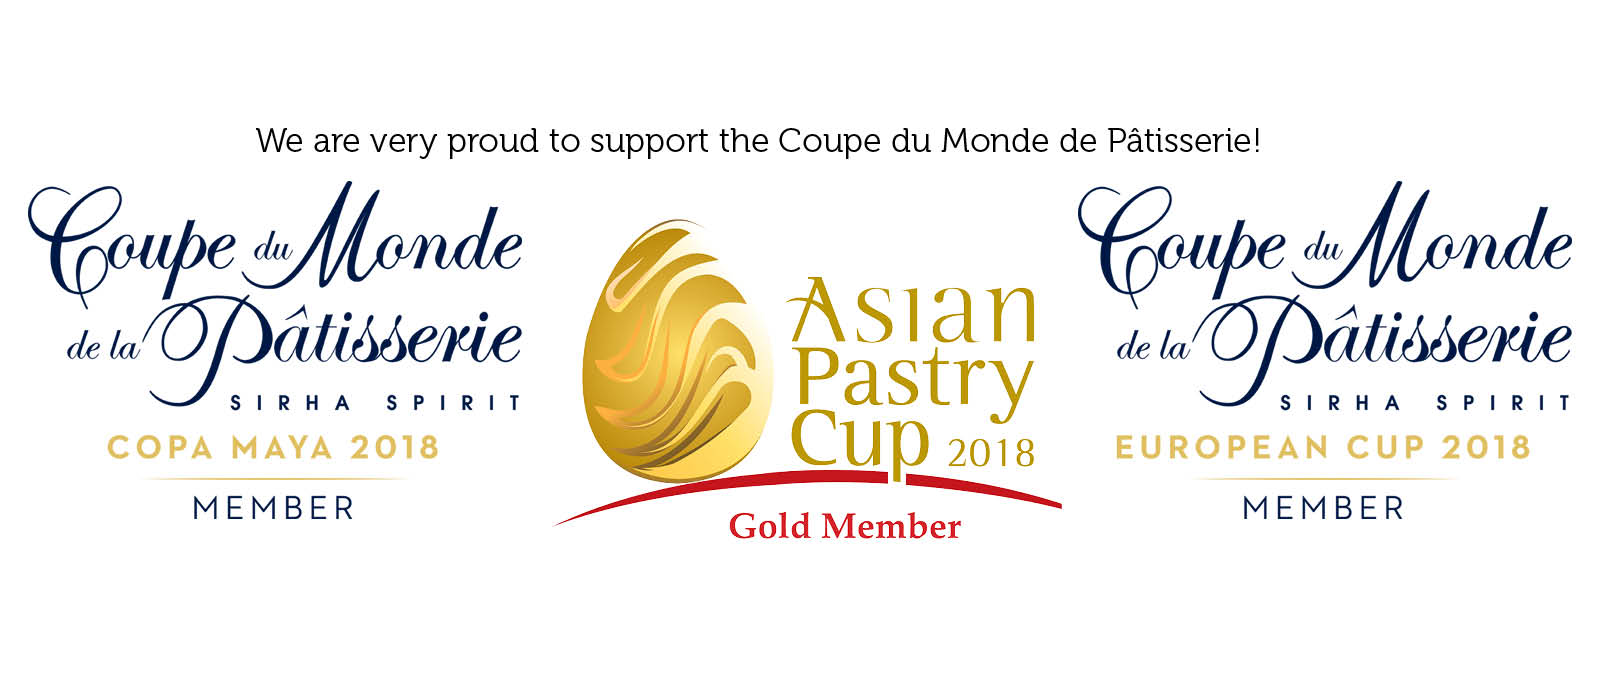 We are very proud to support the Coupe du Monde de Pâtisserie!
Coupe du Monde
de la Pâtisserie
SIRHA SPIRIT
COPA MAYA 2018
MEMBER
Asian
Pastry
Cup 2018
Gold Member
Coupe du Monde
de la Pâtisserie
SIRHA SPIRIT
EUROPEAN CUP 2018
MEMBER